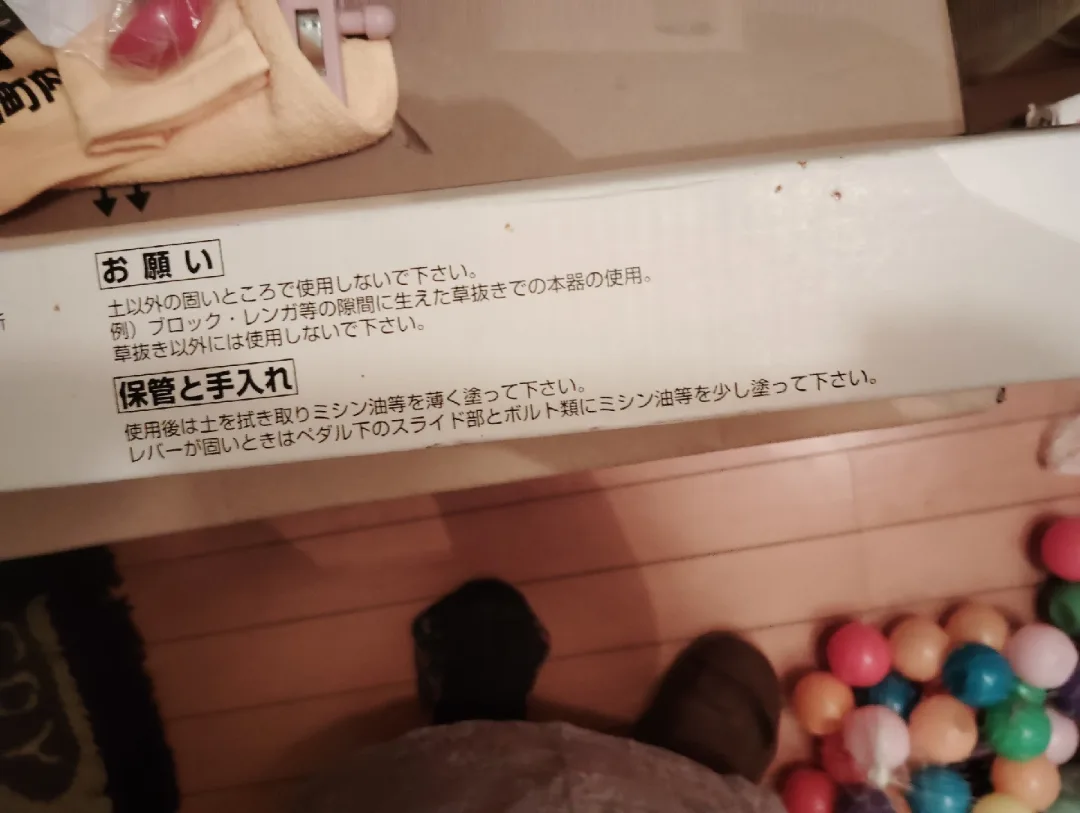 お願い
土以外の固いところで使用しないで下さい。
例）ブロック・レンガ等の隙間に生えた草抜きでの本器の使用。
草抜き以外には使用しないで下さい。
保管と手入れ
使用後は土を拭き取りミシン油等を薄く塗って下さい。
レバーが固いときはペダル下のスライド部とボルト類にミシン油等を少し塗って下さい。